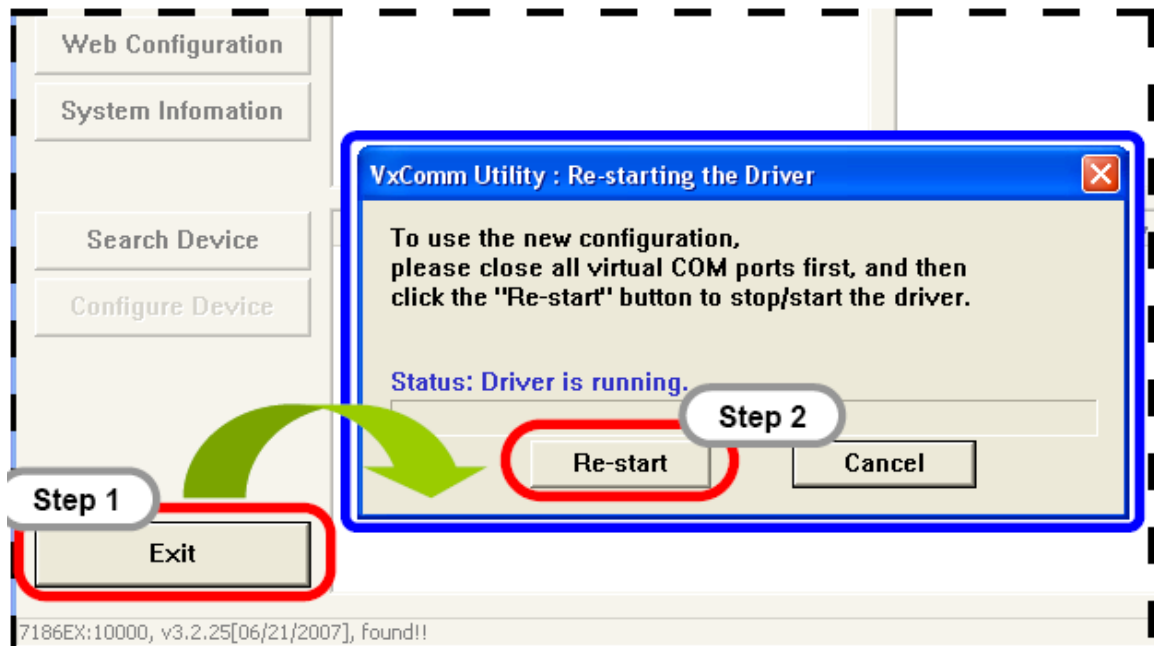 Web Configuration
System Infomation
VxComm Utility : Re-starting the Driver
To use the new configuration,
please close all virtual COM ports first, and then
click the "Re-start" button to stop/start the driver.
Search Device
Configure Device
Status: Driver is running.
Step 2
Re-start
Cancel
Step 1
Exit
7186EX:10000, v3.2.25[06/21/2007], found!!